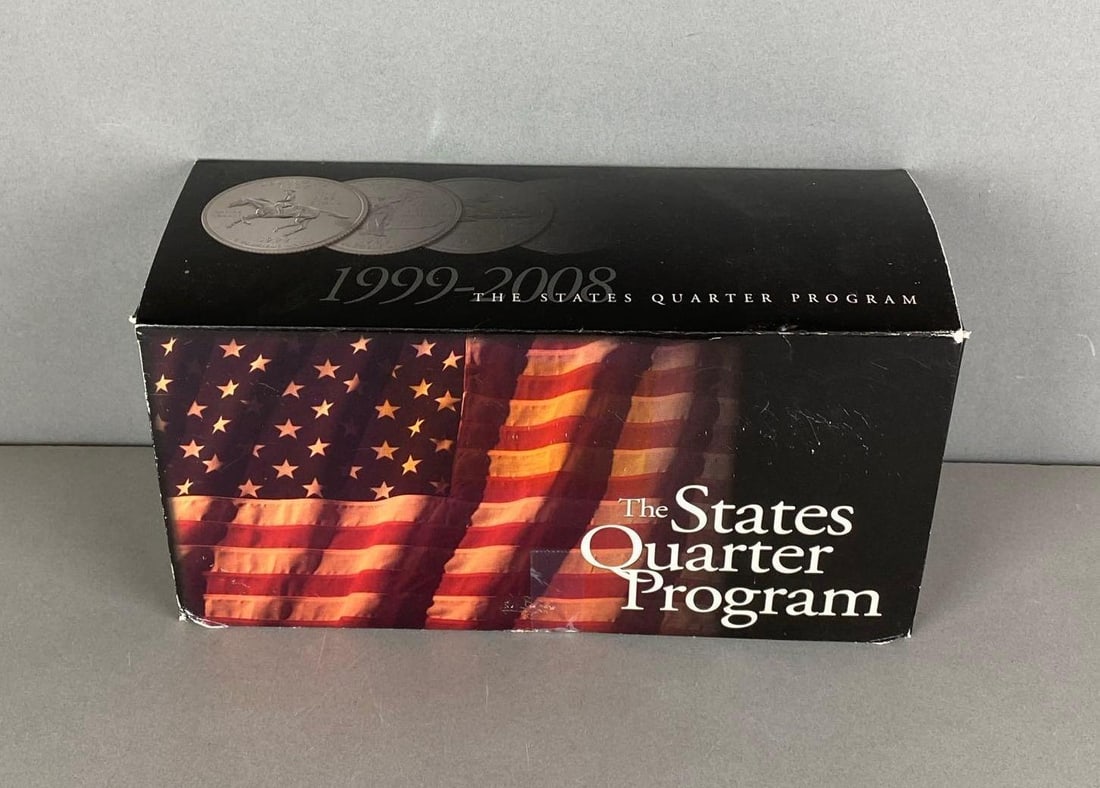 1999-2008
THE STATES QUARTER PROGRAM
The States
Quarter
Program